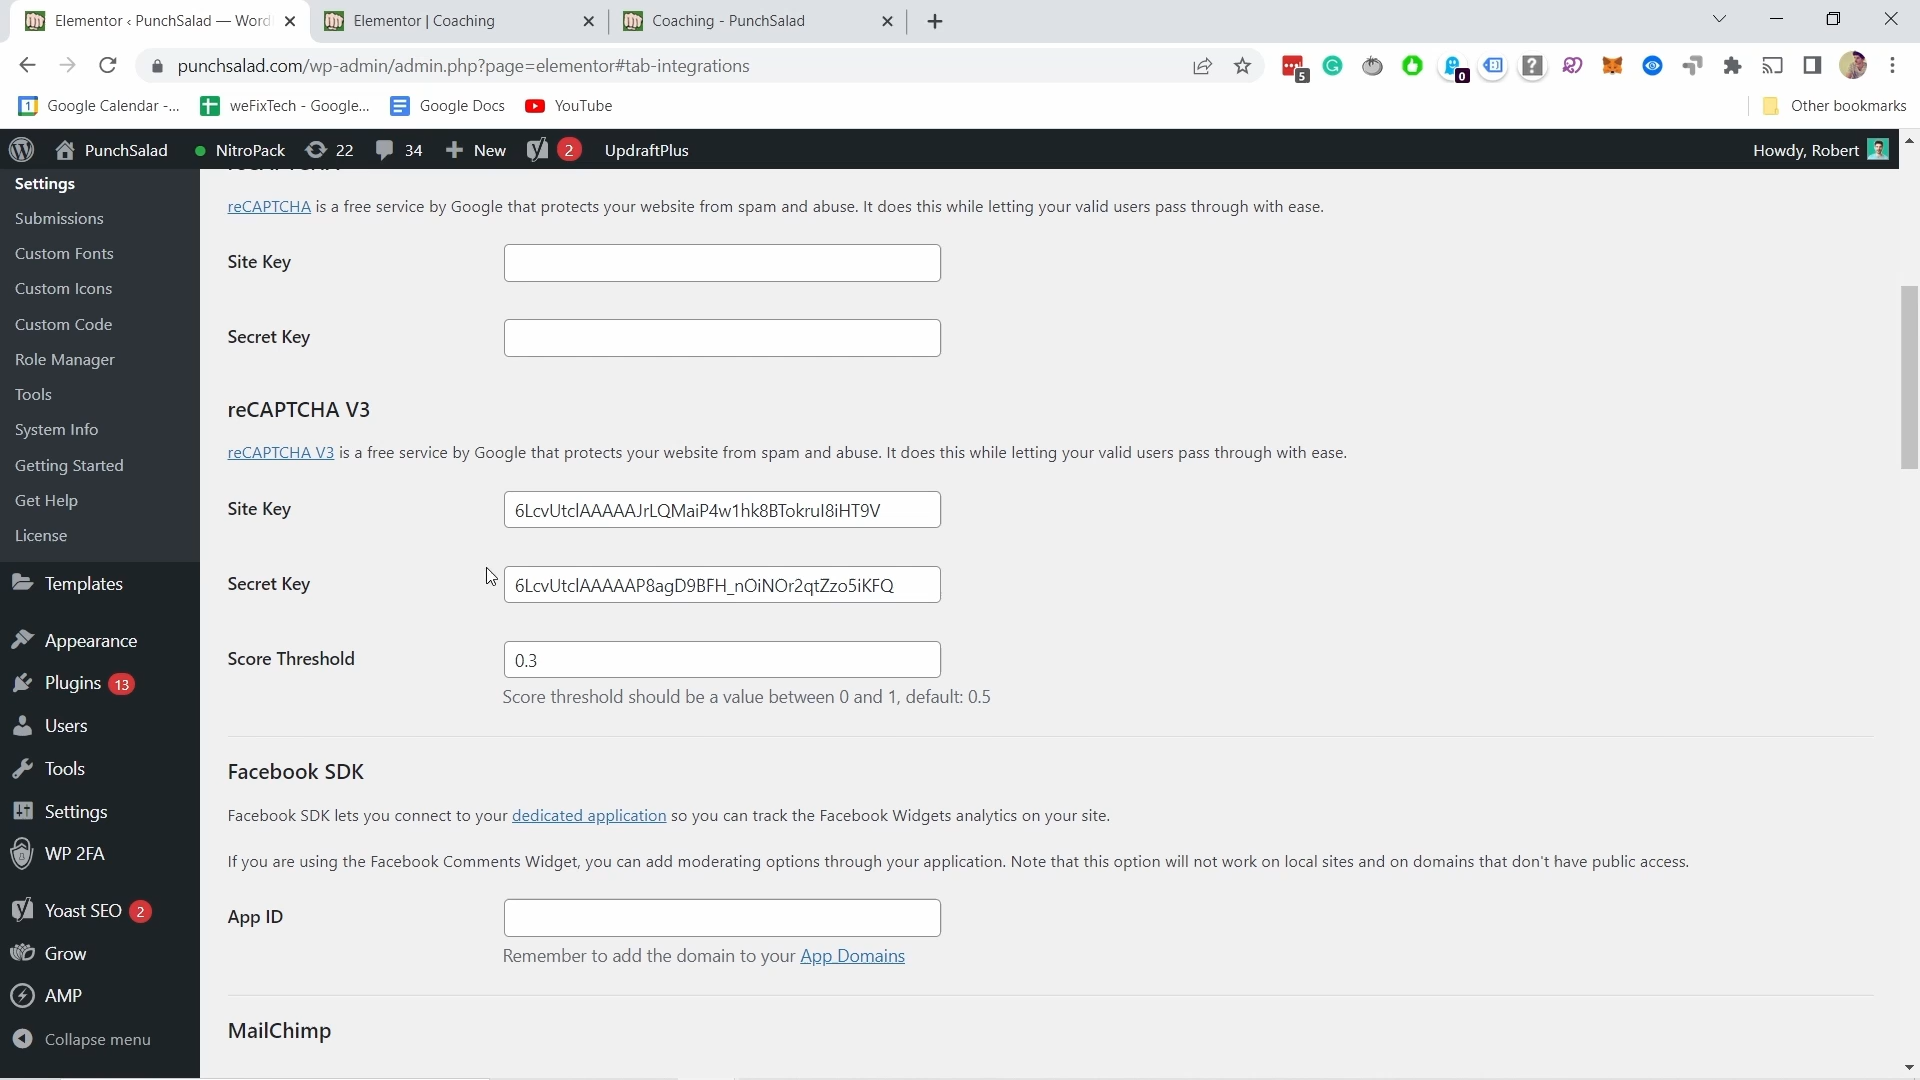 Elementor ‹ PunchSalad — Word
Elementor | Coaching
Coaching - PunchSalad
punchsalad.com/wp-admin/admin.php?page=elementor#tab-integrations
5
0
Google Calendar -...
weFixTech - Google...
Google Docs
YouTube
Other bookmarks
PunchSalad
NitroPack
22
34
New
2
UpdraftPlus
Howdy, Robert
Settings
Submissions
Custom Fonts
Custom Icons
Custom Code
Role Manager
Tools
System Info
Getting Started
Get Help
License
Templates
Appearance
Plugins 13
Users
Tools
Settings
WP 2FA
Yoast SEO 2
Grow
AMP
Collapse menu
reCAPTCHA is a free service by Google that protects your website from spam and abuse. It does this while letting your valid users pass through with ease.
Site Key
Secret Key
reCAPTCHA V3
reCAPTCHA V3 is a free service by Google that protects your website from spam and abuse. It does this while letting your valid users pass through with ease.
Site Key
6LcvUtclAAAAAJrLQMaiP4w1hk8BTokruI8iHT9V
Secret Key
6LcvUtclAAAAAP8agD9BFH_nOiNOr2qtZzo5iKFQ
Score Threshold
0.3
Score threshold should be a value between 0 and 1, default: 0.5
Facebook SDK
Facebook SDK lets you connect to your dedicated application so you can track the Facebook Widgets analytics on your site.
If you are using the Facebook Comments Widget, you can add moderating options through your application. Note that this option will not work on local sites and on domains that don't have public access.
App ID
Remember to add the domain to your App Domains
MailChimp